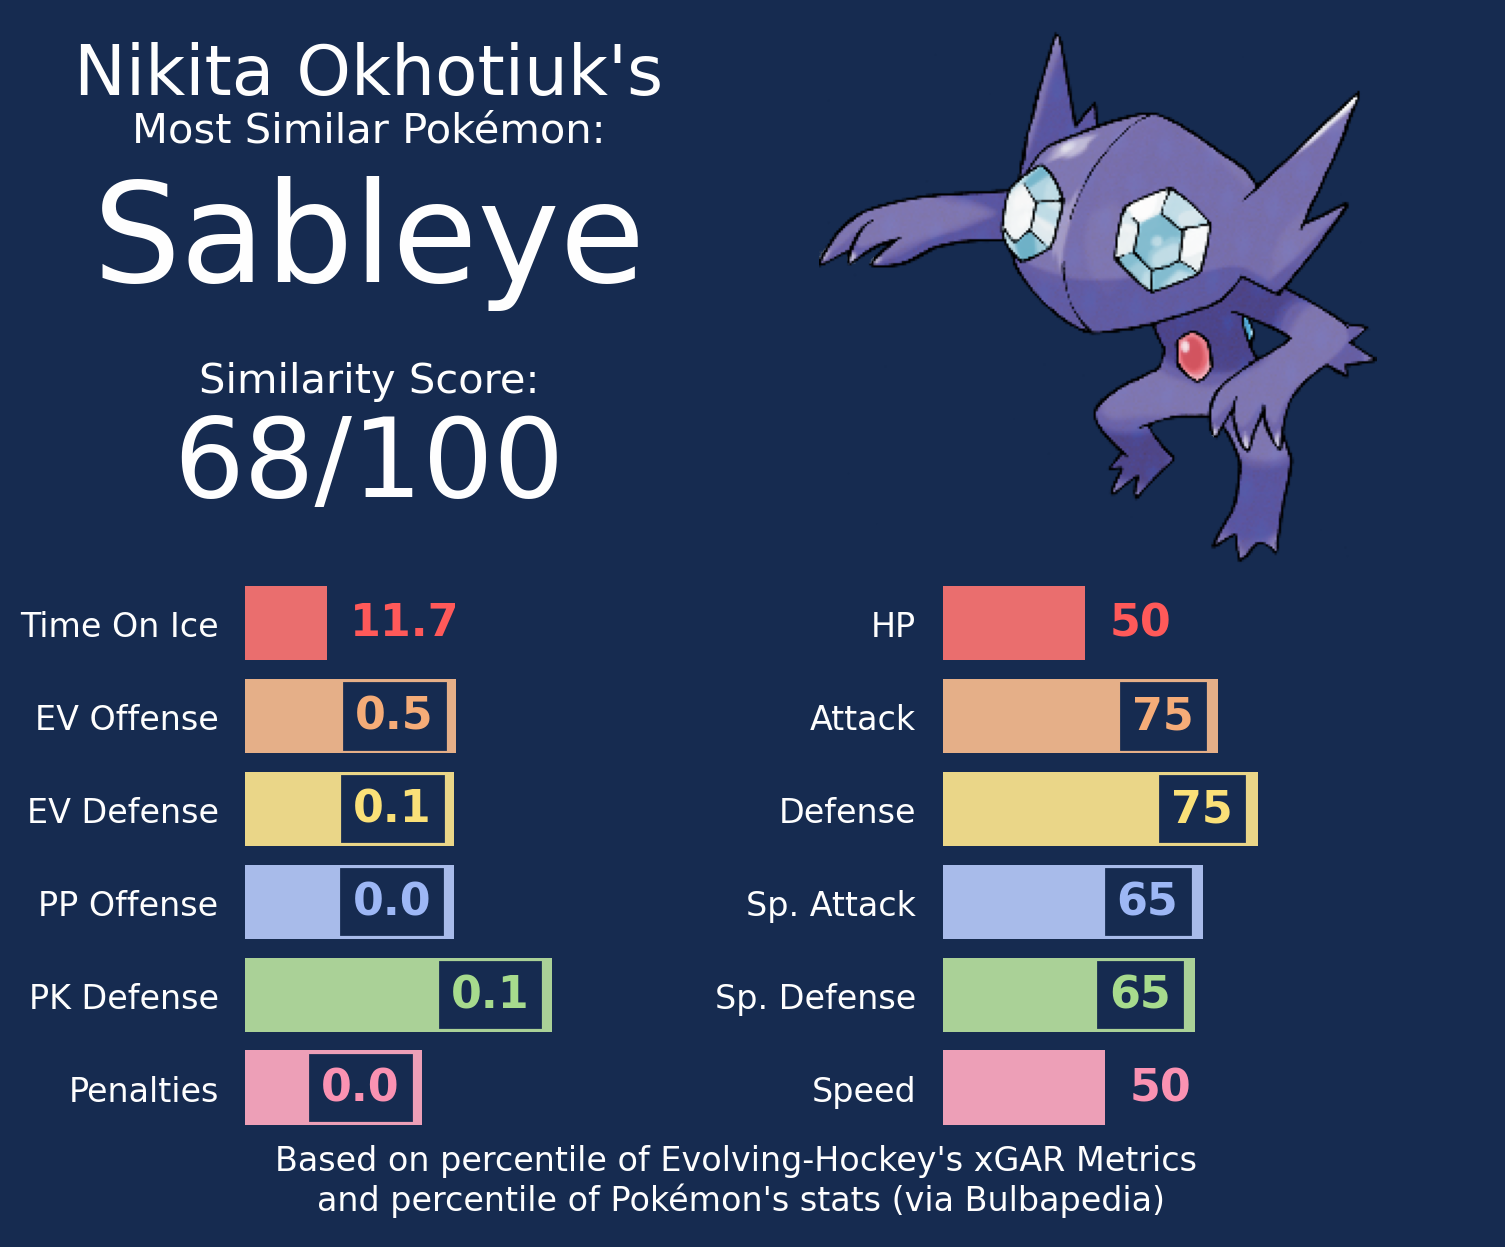 Nikita Okhotiuk's
Most Similar Pokémon:
Sableye
Similarity Score:
68/100
Time On Ice 11.7
EV Offense 0.5
EV Defense 0.1
PP Offense 0.0
PK Defense 0.1
Penalties 0.0
HP 50
Attack 75
Defense 75
Sp. Attack 65
Sp. Defense 65
Speed 50
Based on percentile of Evolving-Hockey's xGAR Metrics
and percentile of Pokémon's stats (via Bulbapedia)